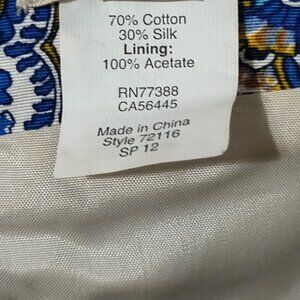 70% Cotton
30% Silk
Lining:
100% Acetate
RN77388
CA56445
Made in China
Style 72116
SP 12